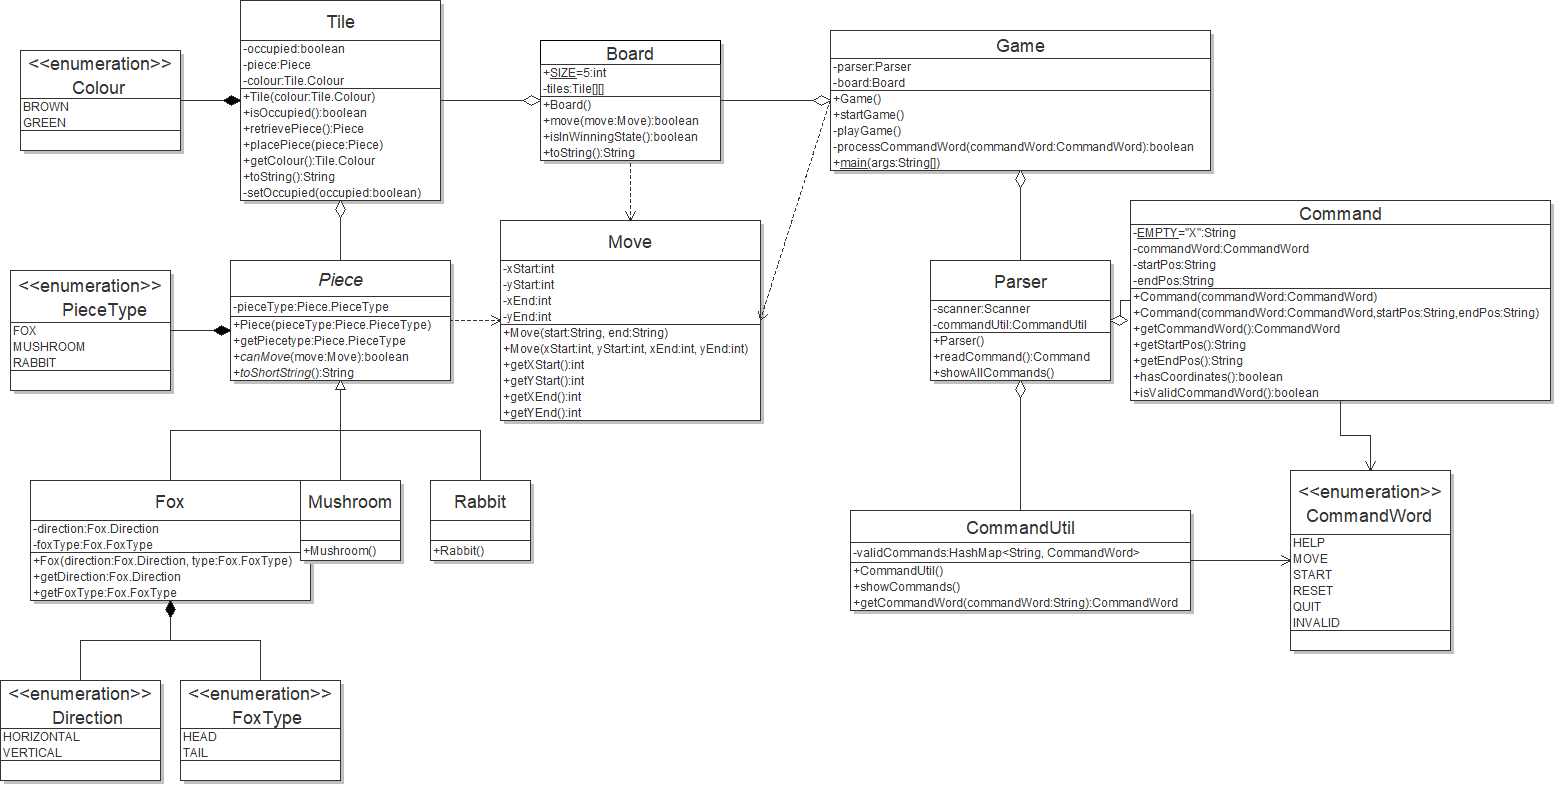 <<enumeration>>
Colour
BROWN
GREEN
Tile
-occupied:boolean
-piece:Piece
-colour:Tile.Colour
+Tile(colour:Tile.Colour)
+isOccupied():boolean
+retrievePiece():Piece
+placePiece(piece:Piece)
+getColour():Tile.Colour
+toString():String
-setOccupied(occupied:boolean)
Board
+SIZE=5:int
-tiles:Tile[][]
+Board()
+move(move:Move):boolean
+isInWinningState():boolean
+toString():String
Game
-parser:Parser
-board:Board
+Game()
+startGame()
-playGame()
-processCommandWord(commandWord:CommandWord):boolean
+main(args:String[])
<<enumeration>>
PieceType
FOX
MUSHROOM
RABBIT
Piece
-pieceType:Piece.PieceType
+Piece(pieceType:Piece.PieceType)
+getPiecetype:Piece.PieceType
+canMove(move:Move):boolean
+toShortString():String
Move
-xStart:int
-yStart:int
-xEnd:int
-yEnd:int
+Move(start:String, end:String)
+Move(xStart:int, yStart:int, xEnd:int, yEnd:int)
+getXStart():int
+getYStart():int
+getXEnd():int
+getYEnd():int
Parser
-scanner:Scanner
-commandUtil:CommandUtil
+Parser()
+readCommand():Command
+showAllCommands()
Command
-EMPTY="X":String
-commandWord:CommandWord
-startPos:String
-endPos:String
+Command(commandWord:CommandWord)
+Command(commandWord:CommandWord,startPos:String,endPos:String)
+getCommandWord():CommandWord
+getStartPos():String
+getEndPos():String
+hasCoordinates():boolean
+isValidCommandWord():boolean
Fox
-direction:Fox.Direction
-foxType:Fox.FoxType
+Fox(direction:Fox.Direction, type:Fox.FoxType)
+getDirection:Fox.Direction
+getFoxType:Fox.FoxType
Mushroom
+Mushroom()
Rabbit
+Rabbit()
CommandUtil
-validCommands:HashMap<String, CommandWord>
+CommandUtil()
+showCommands()
+getCommandWord(commandWord:String):CommandWord
<<enumeration>>
CommandWord
HELP
MOVE
START
RESET
QUIT
INVALID
<<enumeration>>
Direction
HORIZONTAL
VERTICAL
<<enumeration>>
FoxType
HEAD
TAIL